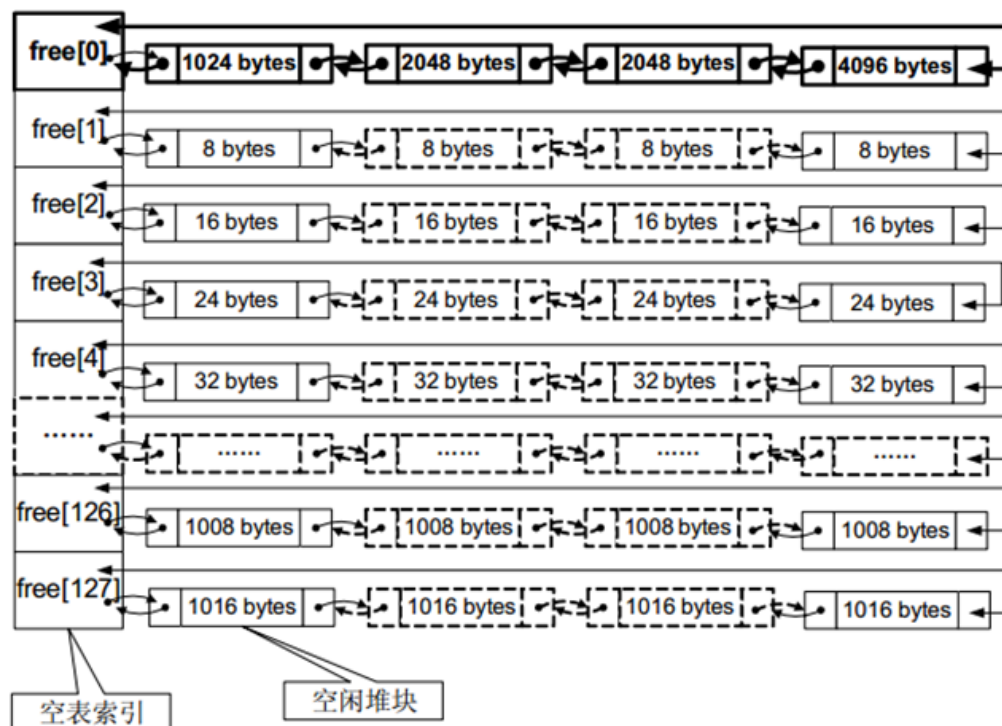 free[0] 1024 bytes 2048 bytes 2048 bytes 4096 bytes
free[1] 8 bytes 8 bytes 8 bytes 8 bytes
free[2] 16 bytes 16 bytes 16 bytes 16 bytes
free[3] 24 bytes 24 bytes 24 bytes 24 bytes
free[4] 32 bytes 32 bytes 32 bytes 32 bytes
…… …… …… …… ……
free[126] 1008 bytes 1008 bytes 1008 bytes 1008 bytes
free[127] 1016 bytes 1016 bytes 1016 bytes 1016 bytes
空表索引 空闲堆块